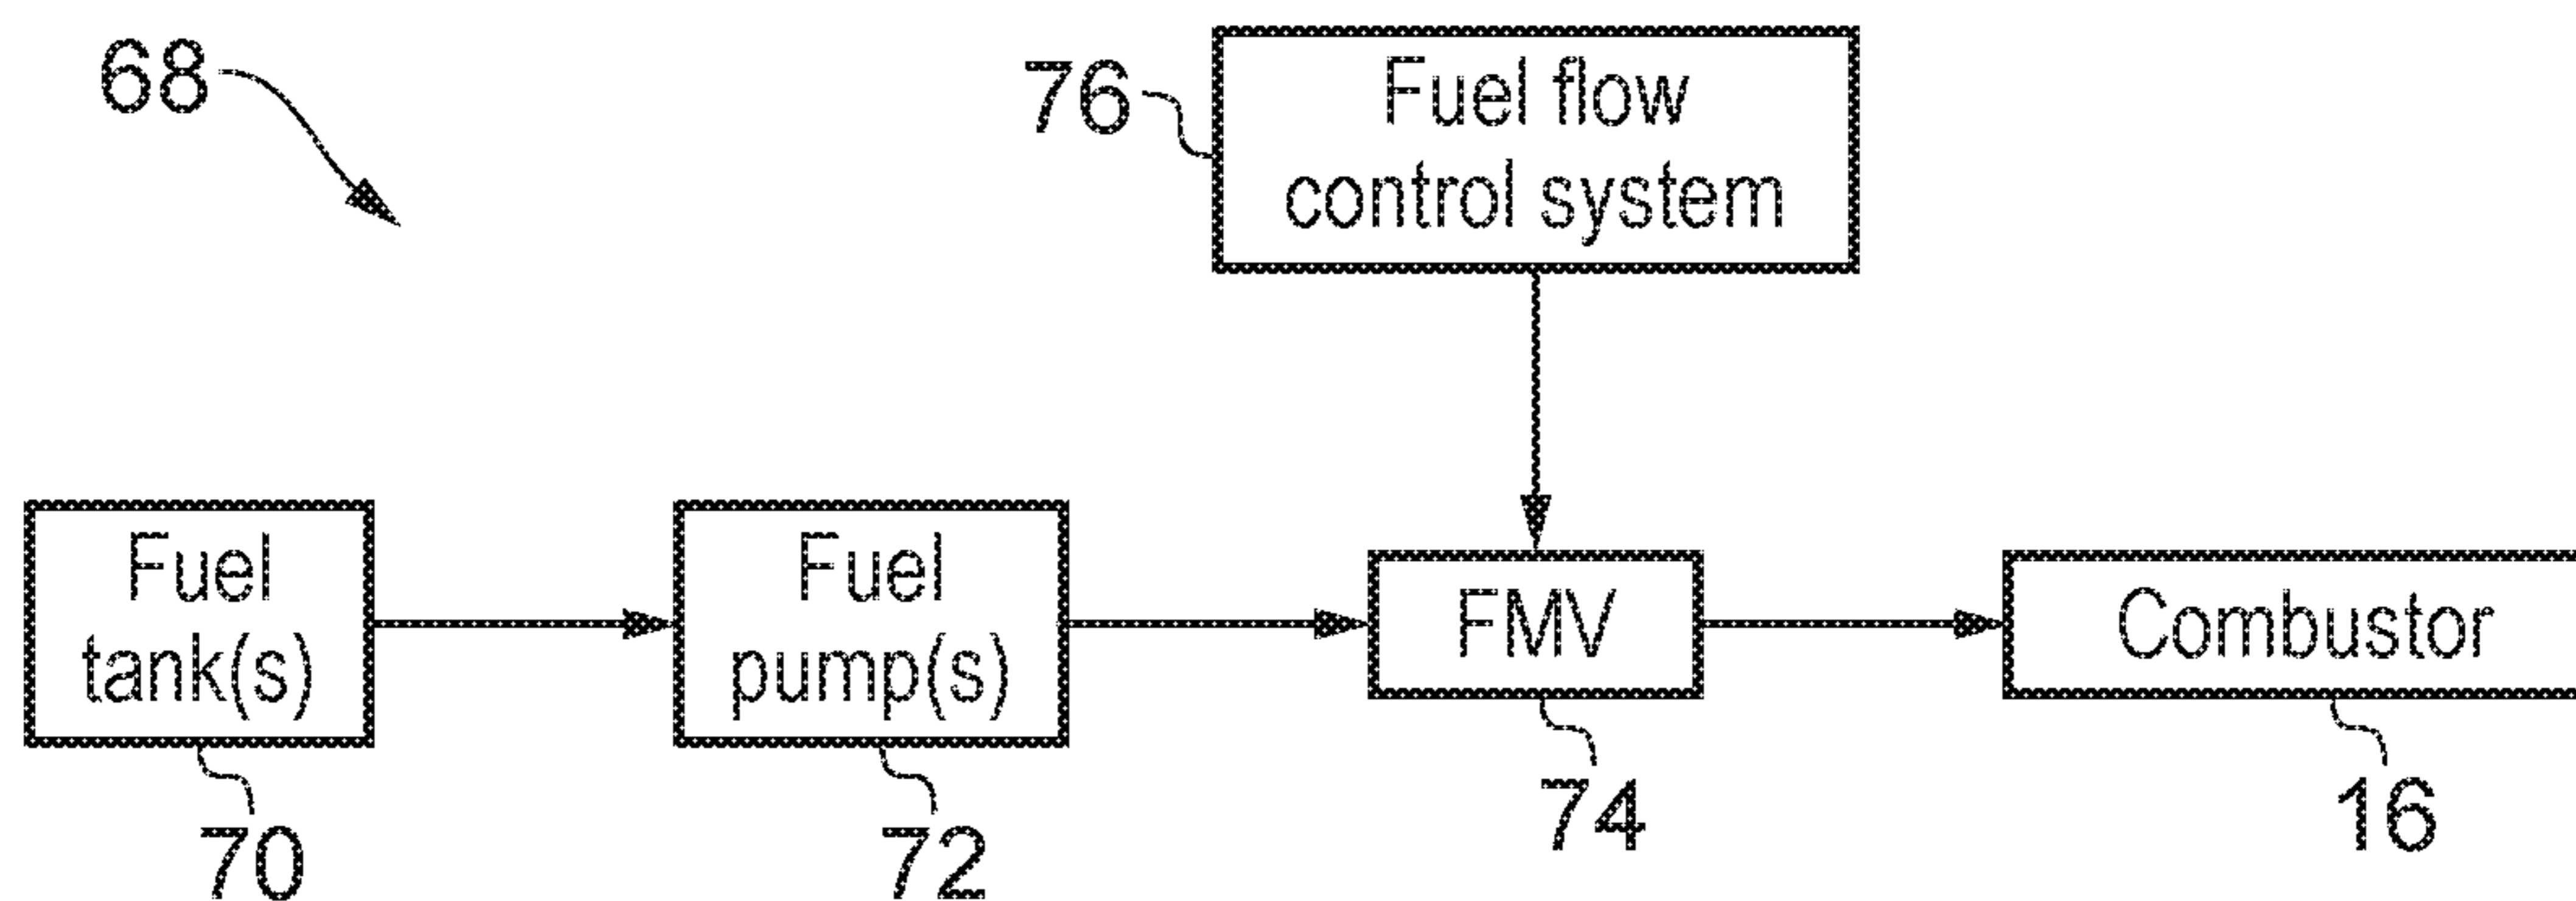 68
76
Fuel flow
control system
Fuel
tank(s)
Fuel
pump(s)
FMV
Combustor
70
72
74
16